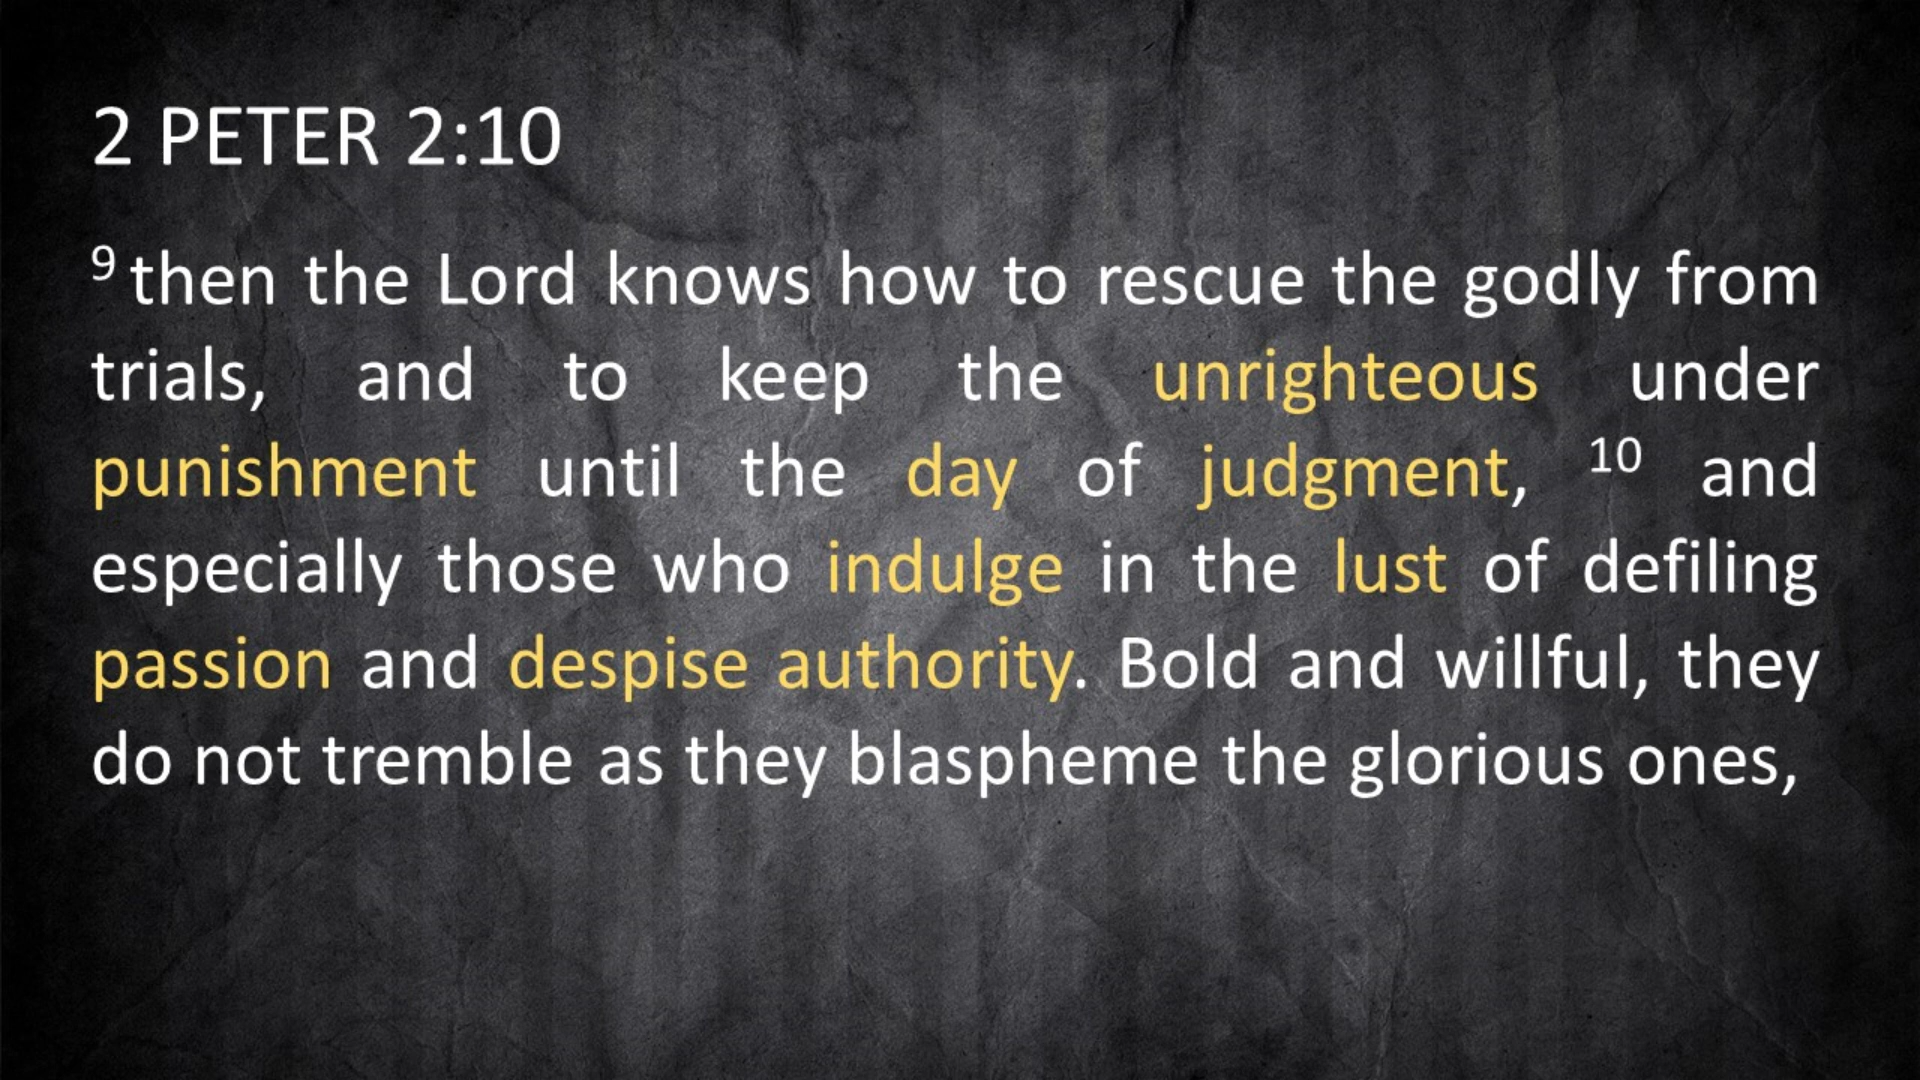 2 PETER 2:10
9 then the Lord knows how to rescue the godly from
trials, and to keep the unrighteous under
punishment until the day of judgment, 10 and
especially those who indulge in the lust of defiling
passion and despise authority. Bold and willful, they
do not tremble as they blaspheme the glorious ones,